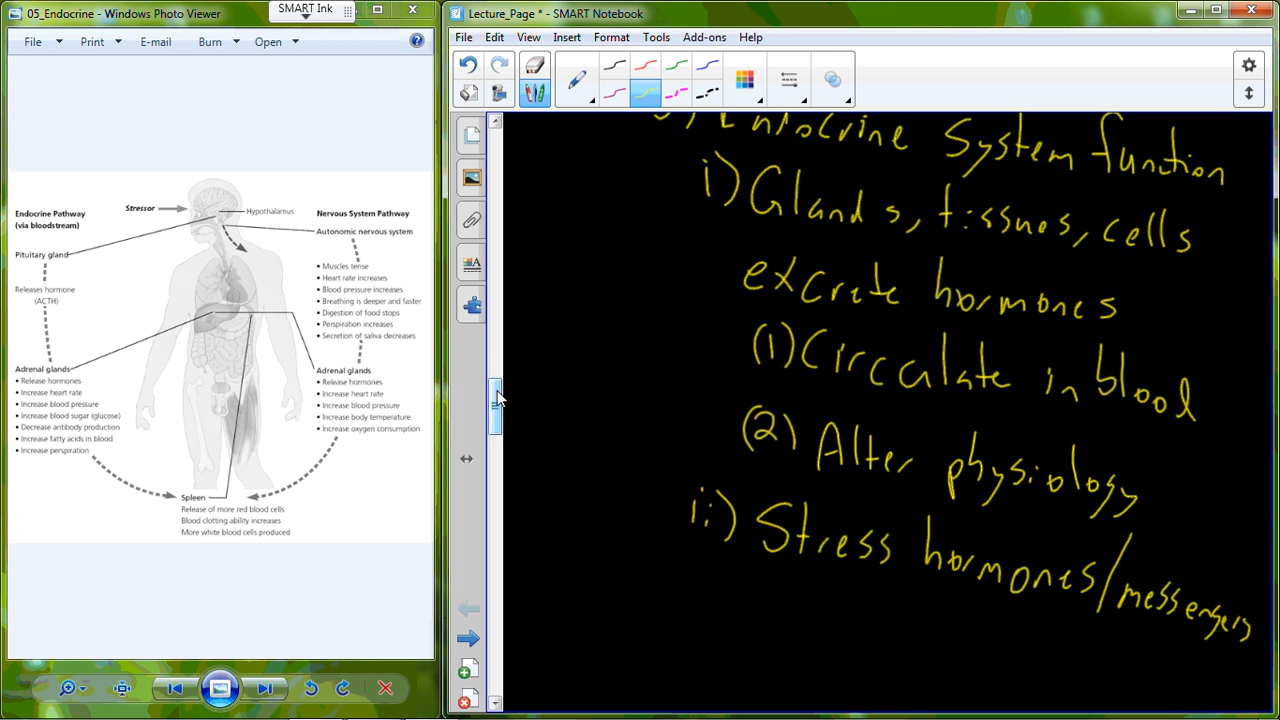 05_Endocrine - Windows Photo Viewer
SMART Ink
File Print E-mail Burn Open
Stressor
Hypothalamus
Endocrine Pathway
(via bloodstream)
Nervous System Pathway
Autonomic nervous system
Pituitary gland
Releases hormone
(ACTH)
• Muscles tense
• Heart rate increases
• Blood pressure increases
• Breathing is deeper and faster
• Digestion of food stops
• Perspiration increases
• Secretion of saliva decreases
Adrenal glands
• Release hormones
• Increase heart rate
• Increase blood pressure
• Increase blood sugar (glucose)
• Decrease antibody production
• Increase fatty acids in blood
• Increase perspiration
Adrenal glands
• Release hormones
• Increase heart rate
• Increase blood pressure
• Increase body temperature
• Increase oxygen consumption
Spleen
Release of more red blood cells
Blood clotting ability increases
More white blood cells produced
Lecture_Page * - SMART Notebook
File Edit View Insert Format Tools Add-ons Help
System function
i) Glands, tissues, cells
excrete hormones
(1) Circulate in blood
(2) Alter physiology
ii) Stress hormones/messengers